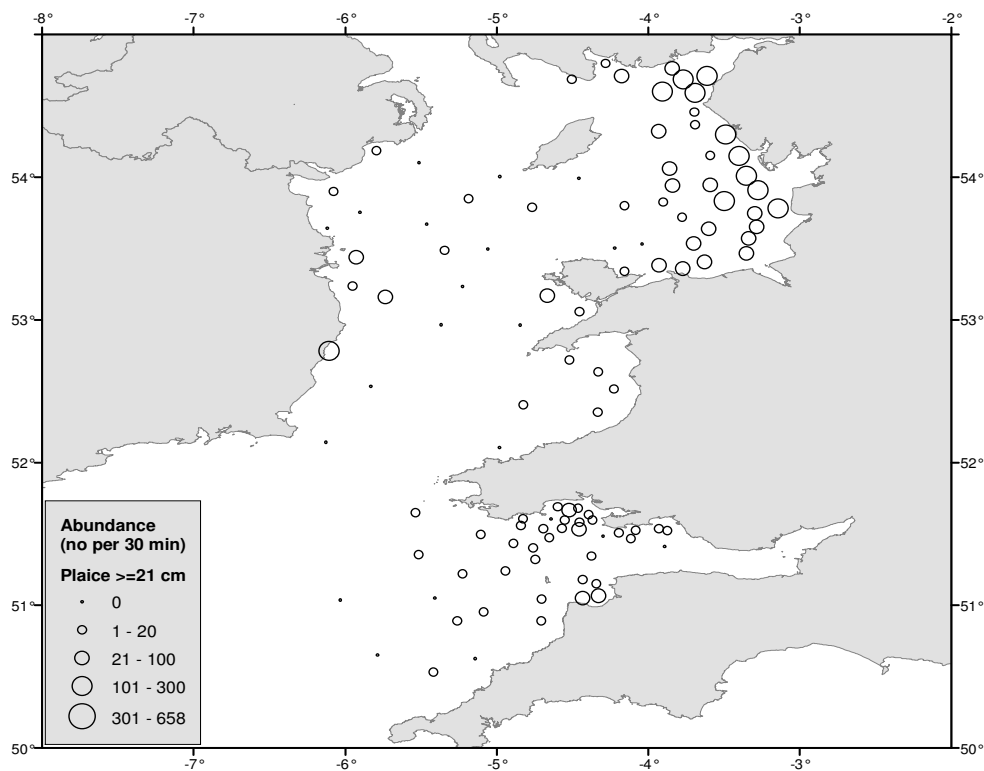 -8° -7° -6° -5° -4° -3° -2°
54° 54°
53° 53°
52° 52°
51° 51°
50° 50°
Abundance
(no per 30 min)
Plaice >=21 cm
0
1 - 20
21 - 100
101 - 300
301 - 658
-7° -6° -5° -4° -3°